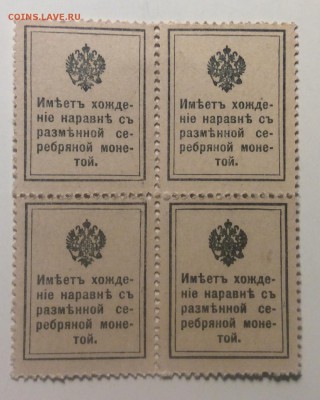 COINS.LAVE.RU
Имѣетъ хожде-
ніе наравнѣ съ
размѣнной се-
ребряной моне-
той.
Имѣетъ хожде-
ніе наравнѣ съ
размѣнной се-
ребряной моне-
той.
Имѣетъ хожде-
ніе наравнѣ съ
размѣнной се-
ребряной моне-
той.
Имѣетъ хожде-
ніе наравнѣ съ
размѣнной се-
ребряной моне-
той.